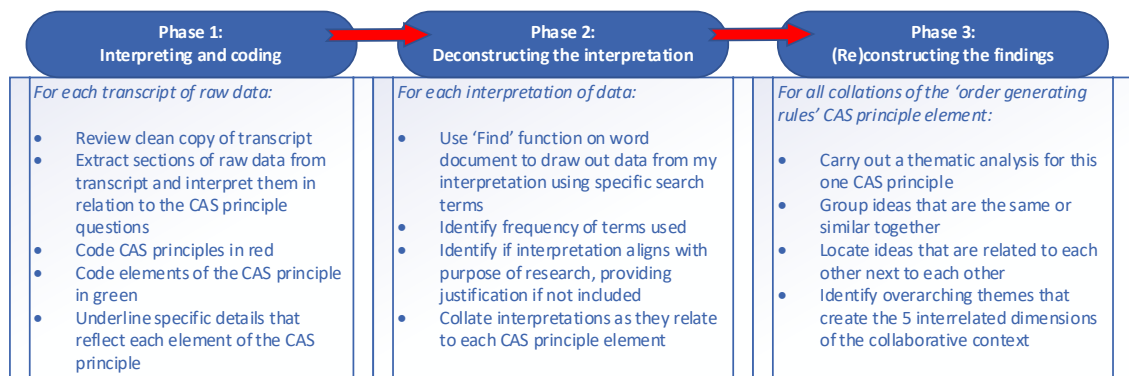 Phase 1:
Interpreting and coding
For each transcript of raw data:
• Review clean copy of transcript
• Extract sections of raw data from
transcript and interpret them in
relation to the CAS principle
questions
• Code CAS principles in red
• Code elements of the CAS principle
in green
• Underline specific details that
reflect each element of the CAS
principle
Phase 2:
Deconstructing the interpretation
For each interpretation of data:
• Use ‘Find’ function on word
document to draw out data from my
interpretation using specific search
terms
• Identify frequency of terms used
• Identify if interpretation aligns with
purpose of research, providing
justification if not included
• Collate interpretations as they relate
to each CAS principle element
Phase 3:
(Re)constructing the findings
For all collations of the ‘order generating
rules’ CAS principle element:
• Carry out a thematic analysis for this
one CAS principle
• Group ideas that are the same or
similar together
• Locate ideas that are related to each
other next to each other
• Identify overarching themes that
create the 5 interrelated dimensions
of the collaborative context